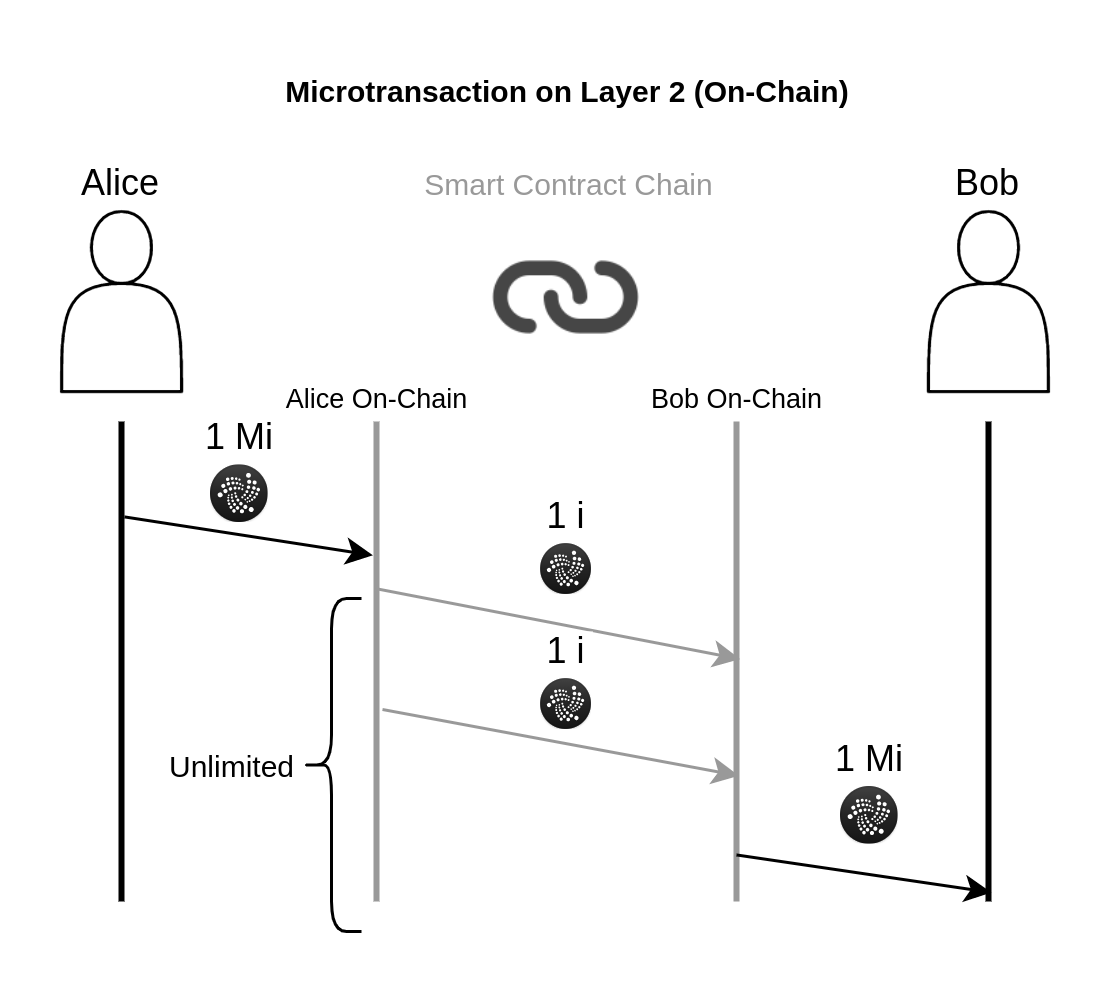 Microtransaction on Layer 2 (On-Chain)
Alice
Smart Contract Chain
Bob
Alice On-Chain
Bob On-Chain
1 Mi
1 i
1 i
Unlimited
1 Mi